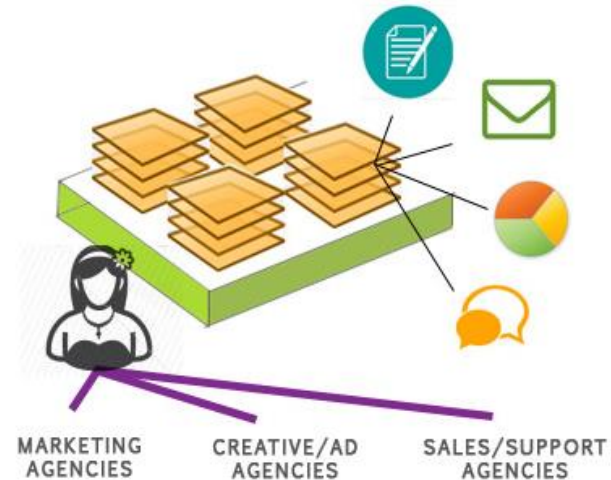 MARKETING
AGENCIES
CREATIVE/AD
AGENCIES
SALES/SUPPORT
AGENCIES